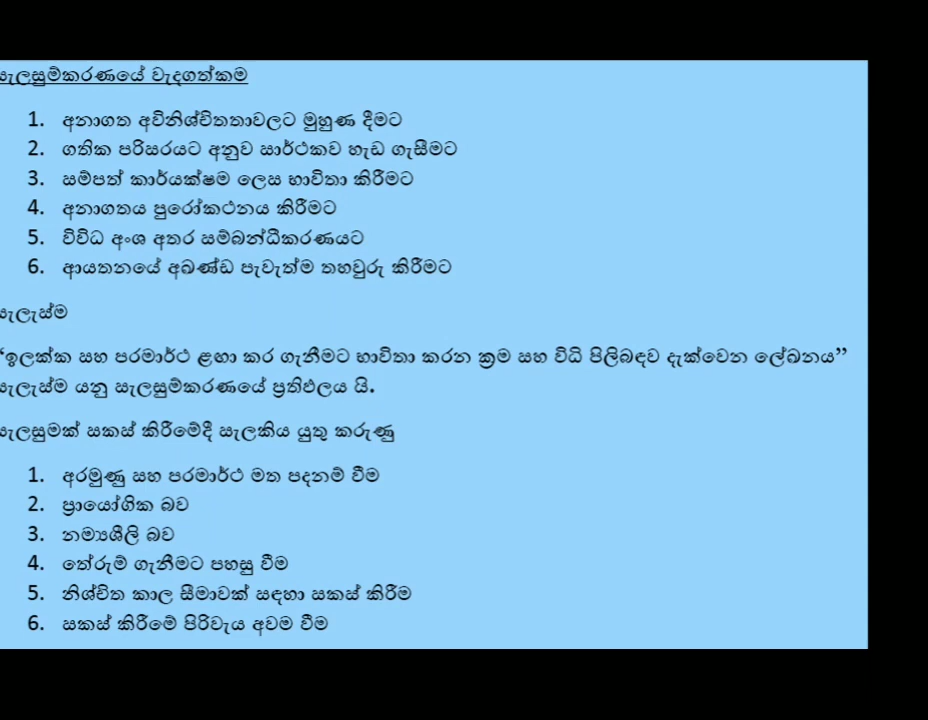 සැලසුම්කරණයේ වැදගත්කම
1. අනාගත අවිනිශ්චිතතාවලට මුහුණ දීමට
2. ගතික පරිසරයට අනුව සාර්ථකව හැඩ ගැසීමට
3. සම්පත් කාර්යක්ෂම ලෙස භාවිතා කිරීමට
4. අනාගතය පුරෝකථනය කිරීමට
5. විවිධ අංශ අතර සම්බන්ධීකරණයට
6. ආයතනයේ අඛණ්ඩ පැවැත්ම තහවුරු කිරීමට
සැලැස්ම
“ඉලක්ක සහ පරමාර්ථ ළඟා කර ගැනීමට භාවිතා කරන ක්‍රම සහ විධි පිලිබඳව දැක්වෙන ලේඛනය”
සැලැස්ම යනු සැලසුම්කරණයේ ප්‍රතිඵලය යි.
සැලසුමක් සකස් කිරීමේදී සැලකිය යුතු කරුණු
1. අරමුණු සහ පරමාර්ථ මත පදනම් වීම
2. ප්‍රායෝගික බව
3. නම්‍යශීලි බව
4. තේරුම් ගැනීමට පහසු වීම
5. නිශ්චිත කාල සීමාවක් සඳහා සකස් කිරීම
6. සකස් කිරීමේ පිරිවැය අවම වීම